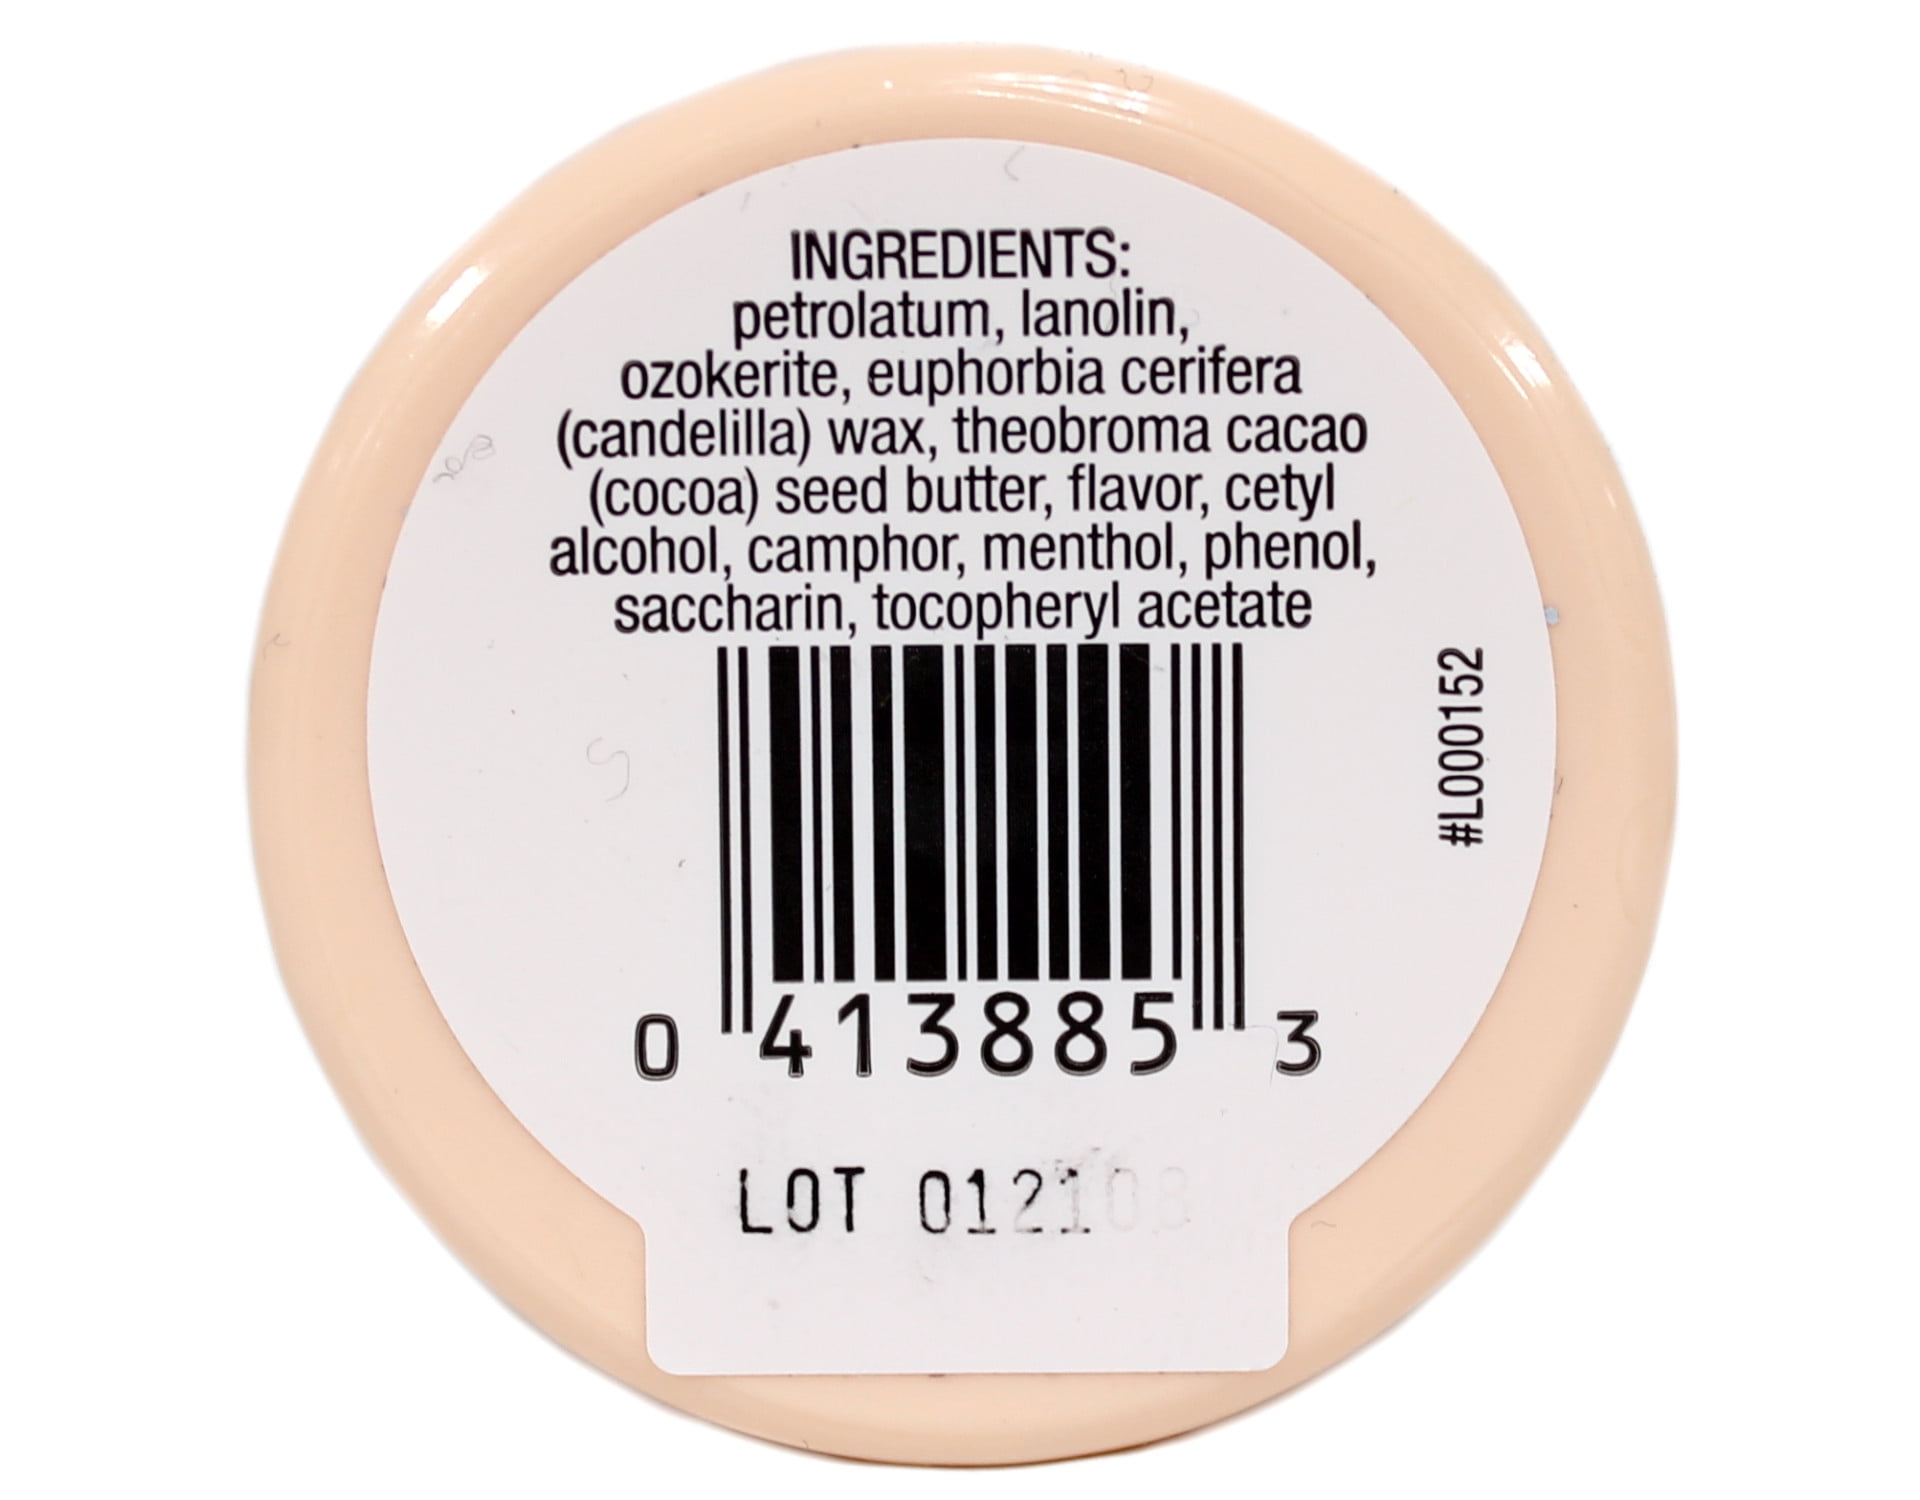 INGREDIENTS:
petrolatum, lanolin,
ozokerite, euphorbia cerifera
(candelilla) wax, theobroma cacao
(cocoa) seed butter, flavor, cetyl
alcohol, camphor, menthol, phenol,
saccharin, tocopheryl acetate
#L000152
0 413885 3
LOT 012108